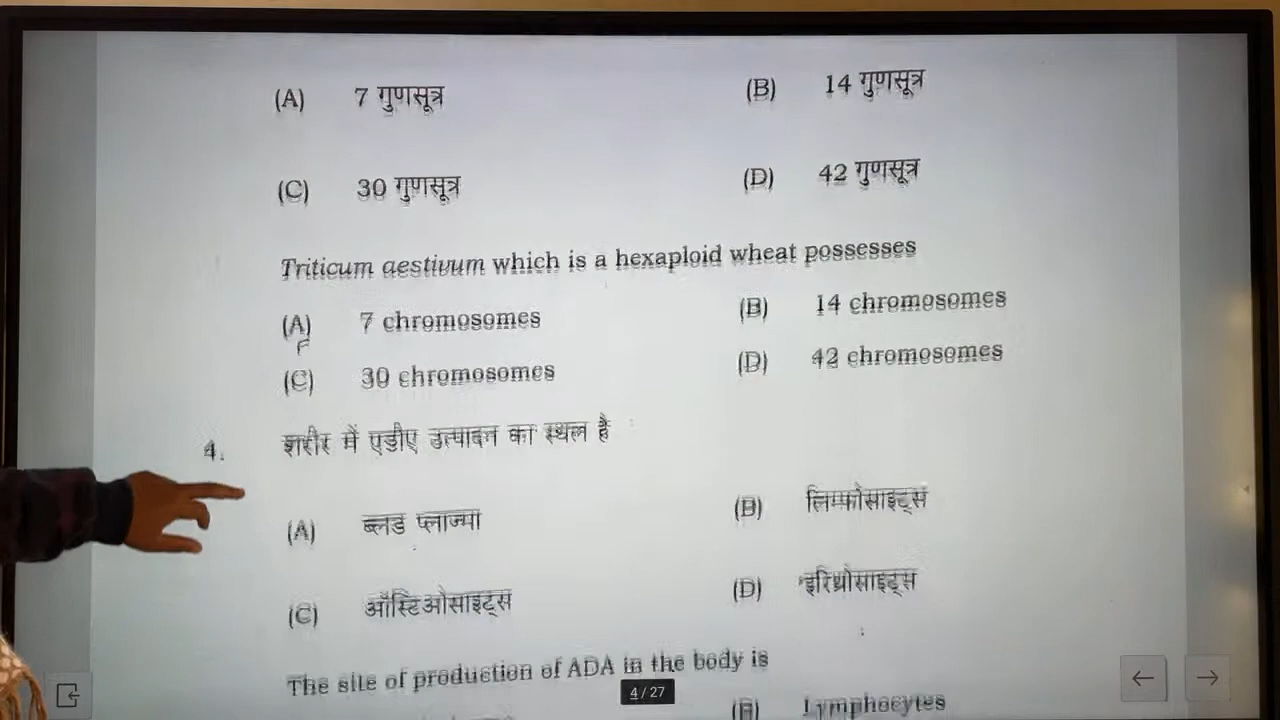 (A) 7 गुणसूत्र (B) 14 गुणसूत्र
(C) 30 गुणसूत्र (D) 42 गुणसूत्र
Triticum aestivum which is a hexaploid wheat possesses
(A) 7 chromosomes (B) 14 chromosomes
(C) 30 chromosomes (D) 42 chromosomes
4. शरीर में एडीए उत्पादन का स्थल है
(A) ब्लड प्लाज्मा (B) लिम्फोसाइट्स
(C) ऑस्टिओसाइट्स (D) इरिथ्रोसाइट्स
The site of production of ADA in the body is
4 / 27
(B) Lymphocytes